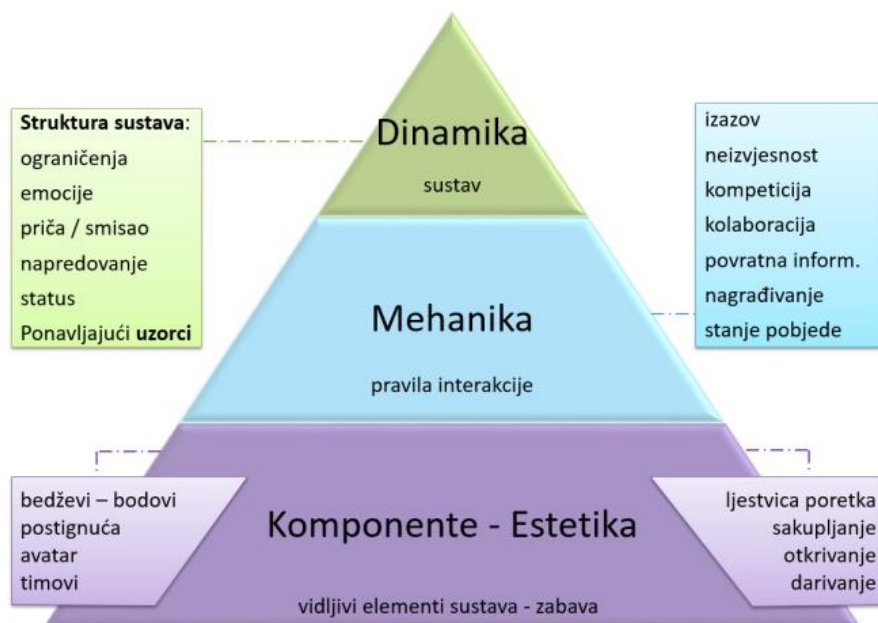 Struktura sustava:
ograničenja
emocije
priča / smisao
napredovanje
status
Ponavljajući uzorci
Dinamika
sustav
izazov
neizvjesnost
kompeticija
kolaboracija
povratna inform.
nagrađivanje
stanje pobjede
Mehanika
pravila interakcije
bedževi – bodovi
postignuća
avatar
timovi
Komponente - Estetika
vidljivi elementi sustava - zabava
ljestvica poretka
sakupljanje
otkrivanje
darivanje